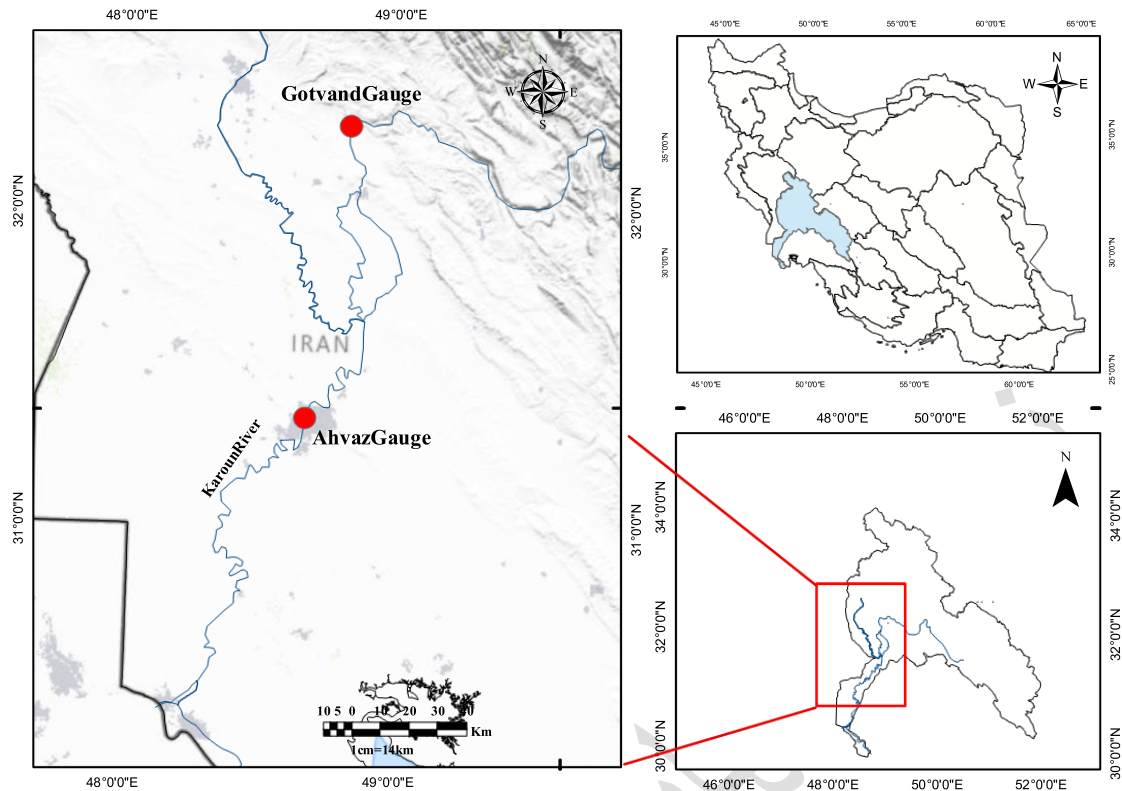 48°0'0"E 49°0'0"E
32°0'0"N
31°0'0"N
32°0'0"N
31°0'0"N
N
W E
S
GotvandGauge
IRAN
AhvazGauge
KarounRiver
10 5 0 10 20 30 40
Km
1cm=14km
48°0'0"E 49°0'0"E
45°0'0"E 50°0'0"E 55°0'0"E 60°0'0"E 65°0'0"E
35°0'0"N
30°0'0"N
N
W E
S
35°0'0"N
30°0'0"N
25°0'0"N
45°0'0"E 50°0'0"E 55°0'0"E 60°0'0"E
46°0'0"E 48°0'0"E 50°0'0"E 52°0'0"E
34°0'0"N
32°0'0"N
30°0'0"N
N
34°0'0"N
32°0'0"N
30°0'0"N
46°0'0"E 48°0'0"E 50°0'0"E 52°0'0"E